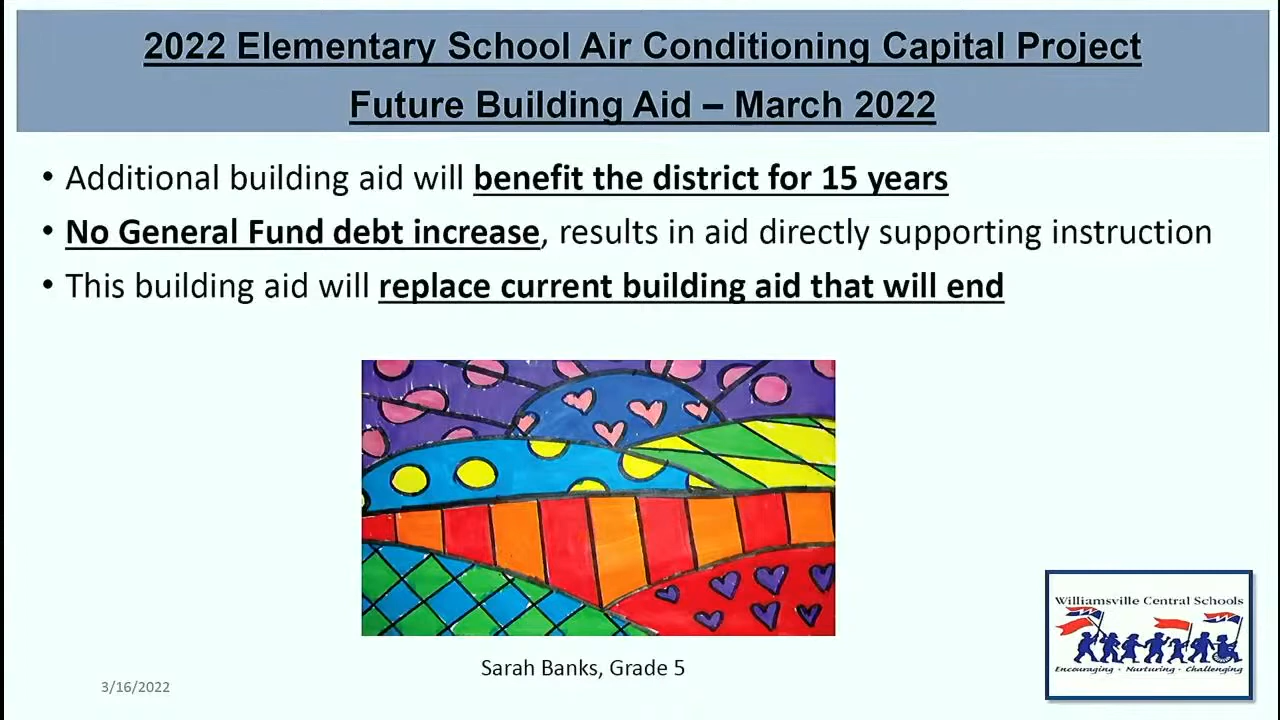 2022 Elementary School Air Conditioning Capital Project
Future Building Aid – March 2022
• Additional building aid will benefit the district for 15 years
• No General Fund debt increase, results in aid directly supporting instruction
• This building aid will replace current building aid that will end
Sarah Banks, Grade 5
3/16/2022
Williamsville Central Schools
Encouraging · Nurturing · Challenging